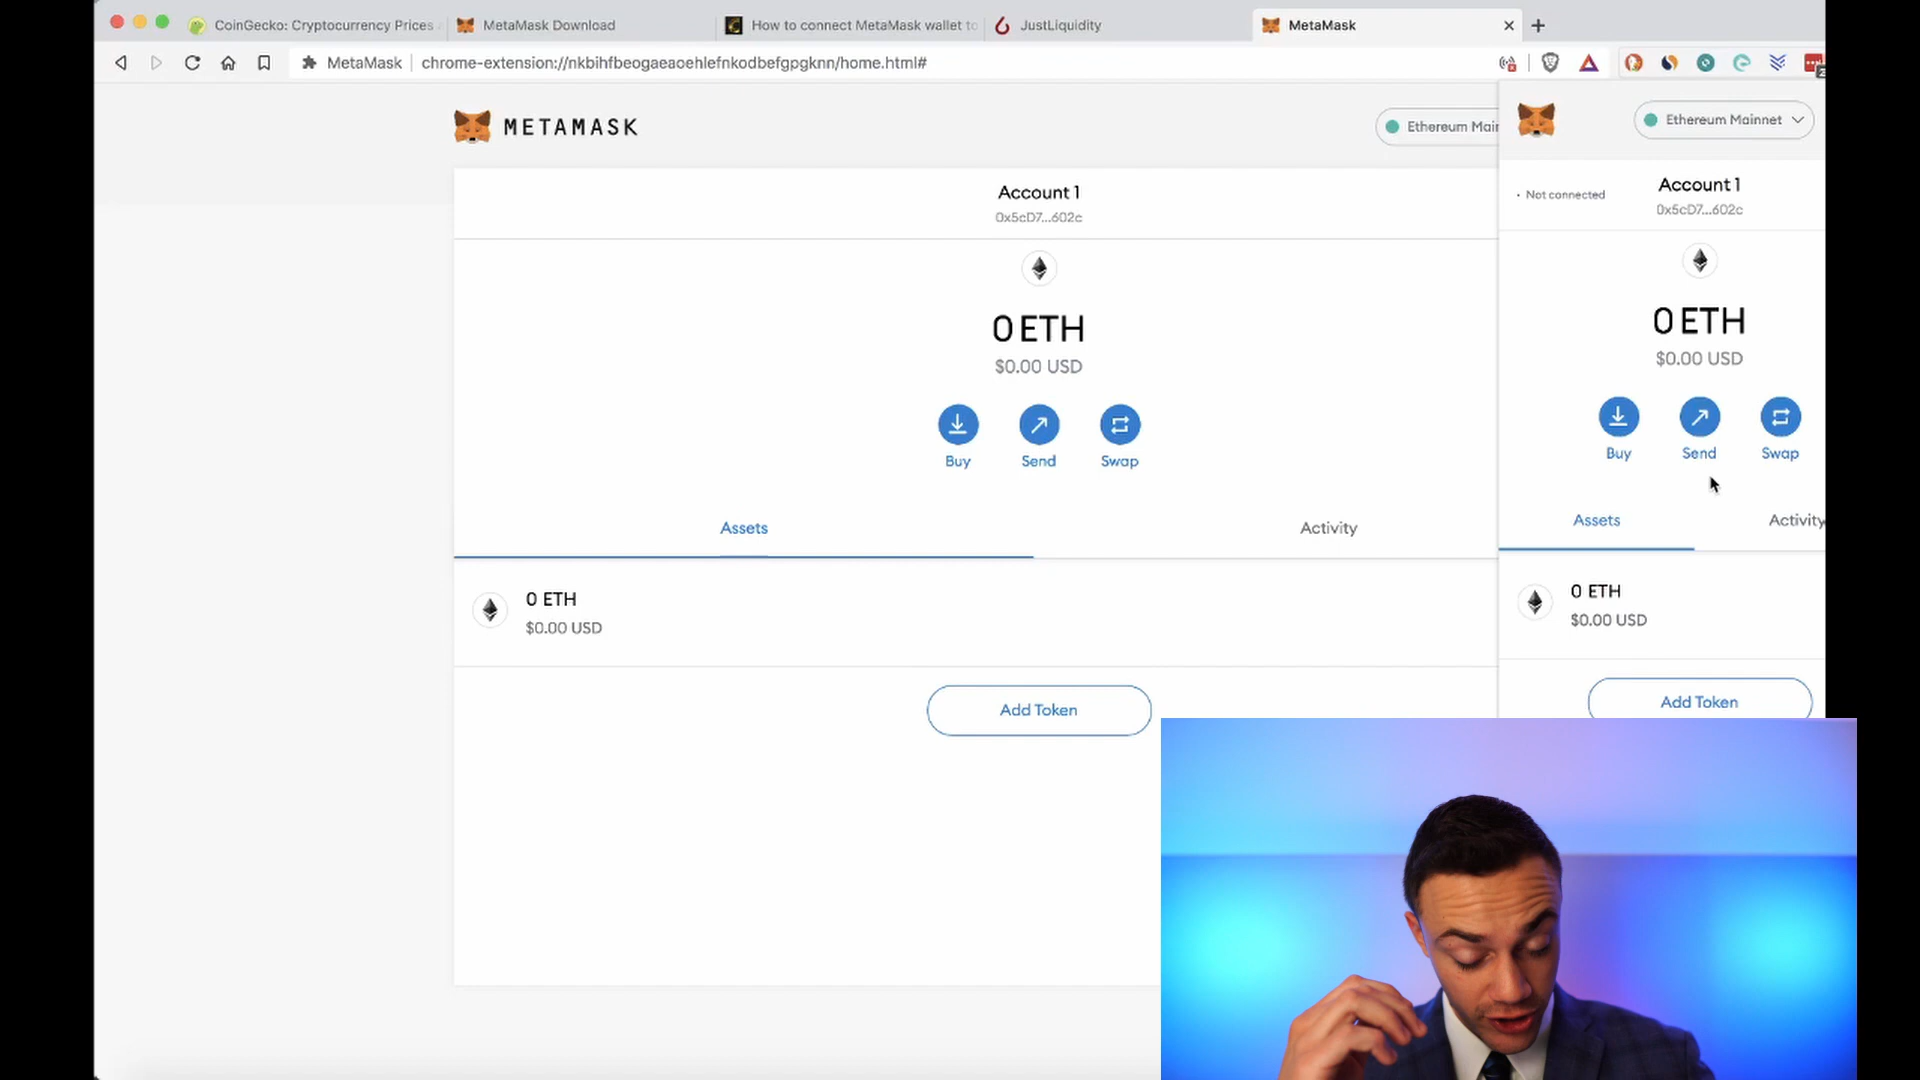 CoinGecko: Cryptocurrency Prices
MetaMask Download
How to connect MetaMask wallet to
JustLiquidity
MetaMask
MetaMask
chrome-extension://nkbihfbeogaeaoehlefnkodbefgpgknn/home.html#
METAMASK
Ethereum Mai
Account 1
0x5cD7...602c
0 ETH
$0.00 USD
Buy
Send
Swap
Assets
Activity
0 ETH
$0.00 USD
Add Token
Ethereum Mainnet
Not connected
Account 1
0x5cD7...602c
0 ETH
$0.00 USD
Buy
Send
Swap
Assets
Activity
0 ETH
$0.00 USD
Add Token